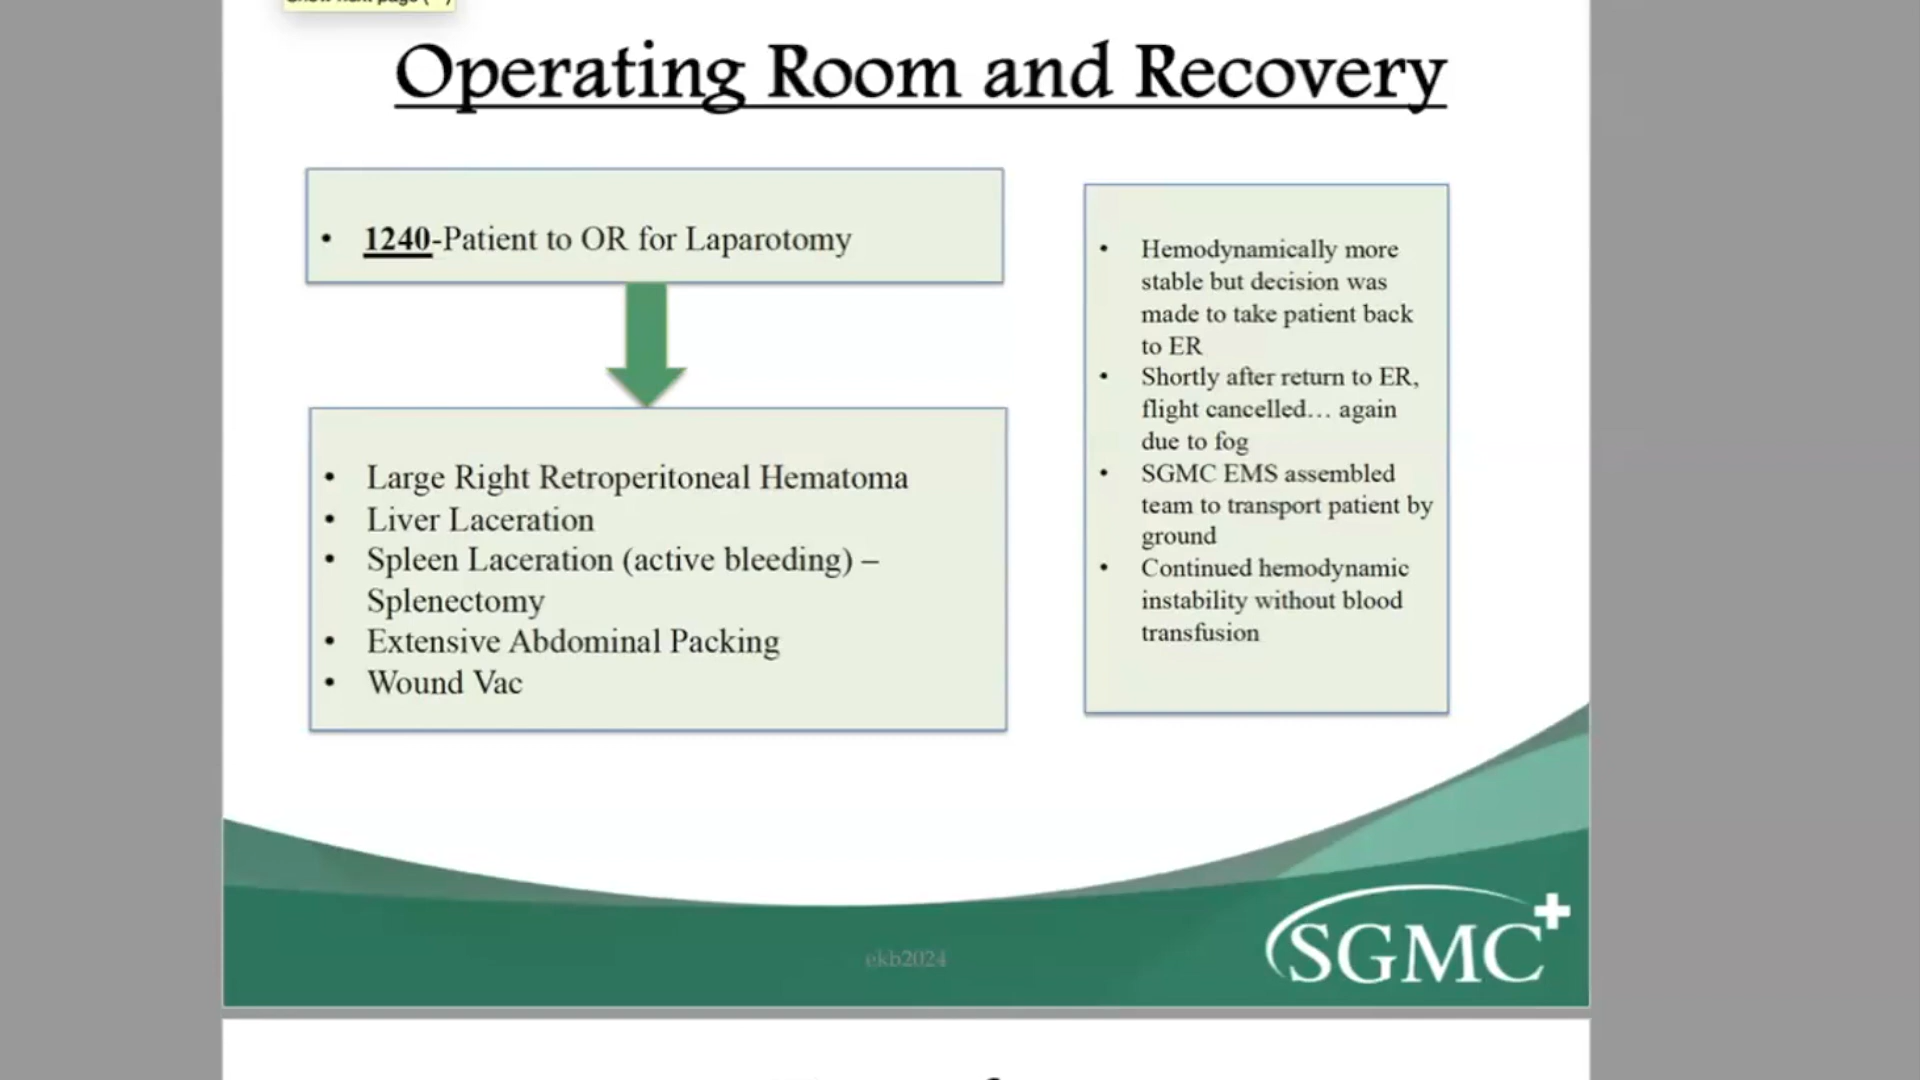 Operating Room and Recovery
• 1240-Patient to OR for Laparotomy
• Large Right Retroperitoneal Hematoma
• Liver Laceration
• Spleen Laceration (active bleeding) –
Splenectomy
• Extensive Abdominal Packing
• Wound Vac
• Hemodynamically more
stable but decision was
made to take patient back
to ER
• Shortly after return to ER,
flight cancelled… again
due to fog
• SGMC EMS assembled
team to transport patient by
ground
• Continued hemodynamic
instability without blood
transfusion
ekb2024
SGMC